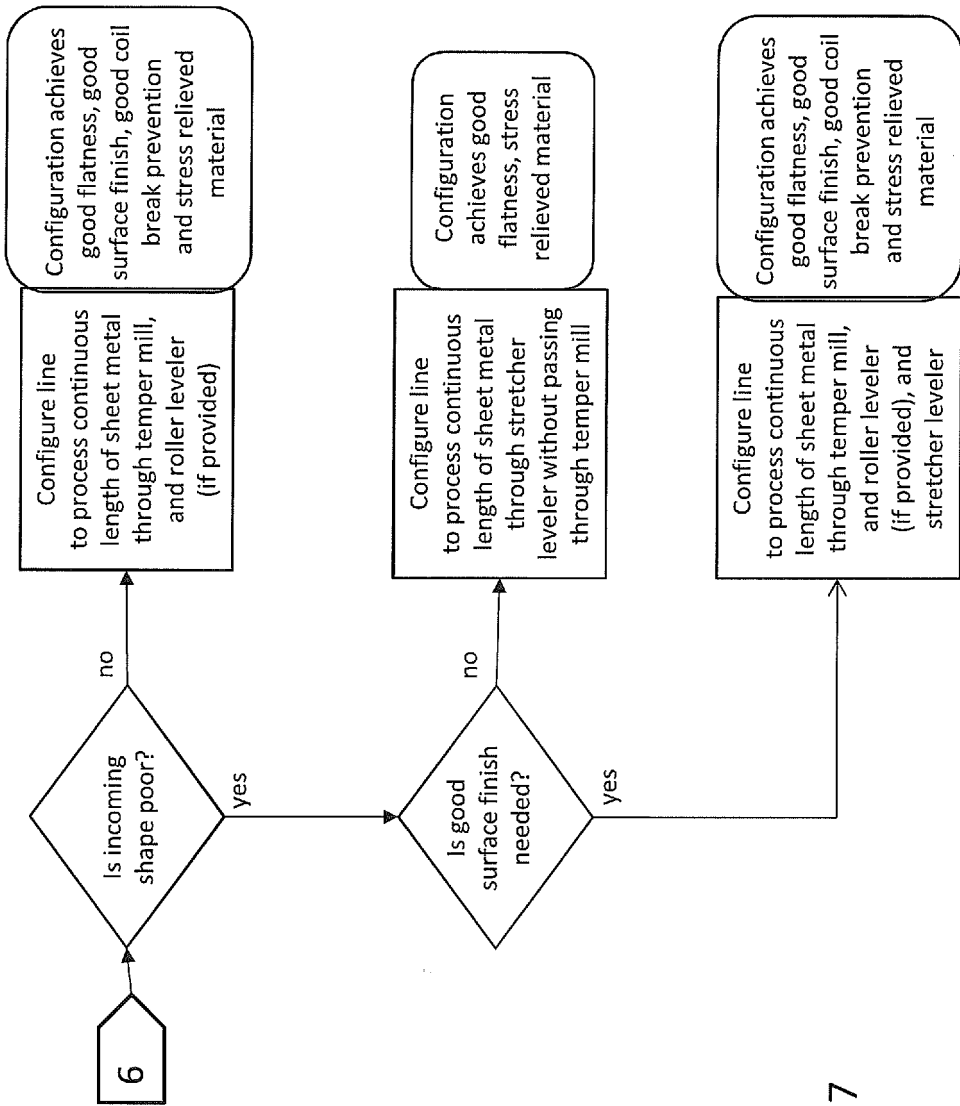 6
Is incoming
shape poor?
no
yes
Configure line
to process continuous
length of sheet metal
through temper mill,
and roller leveler
(if provided)
Configuration achieves
good flatness, good
surface finish, good coil
break prevention
and stress relieved
material
Is good
surface finish
needed?
no
yes
Configure line
to process continuous
length of sheet metal
through stretcher
leveler without passing
through temper mill
Configuration
achieves good
flatness, stress
relieved material
Configure line
to process continuous
length of sheet metal
through temper mill,
and roller leveler
(if provided), and
stretcher leveler
Configuration achieves
good flatness, good
surface finish, good coil
break prevention
and stress relieved
material
7